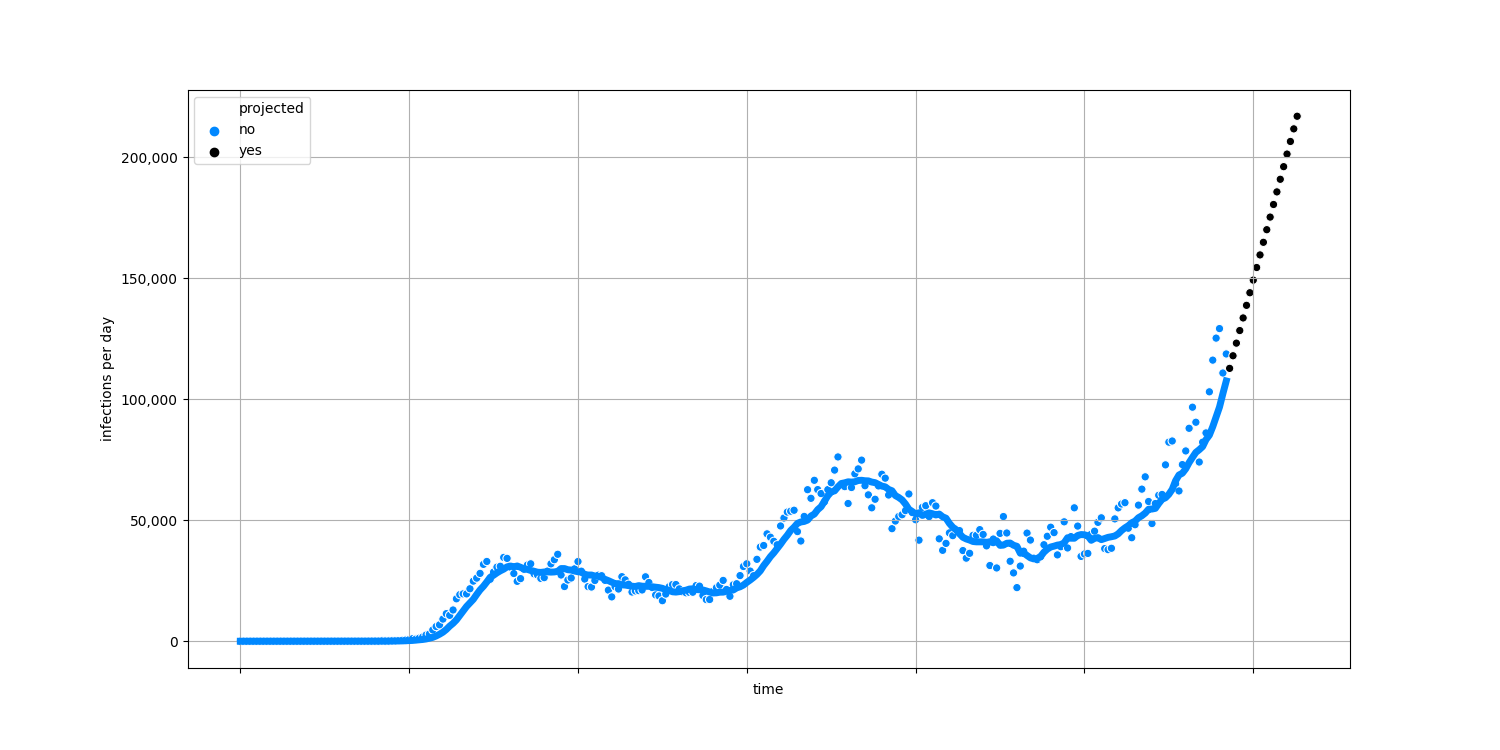 projected
no
yes
200,000
150,000
100,000
50,000
0
infections per day
time